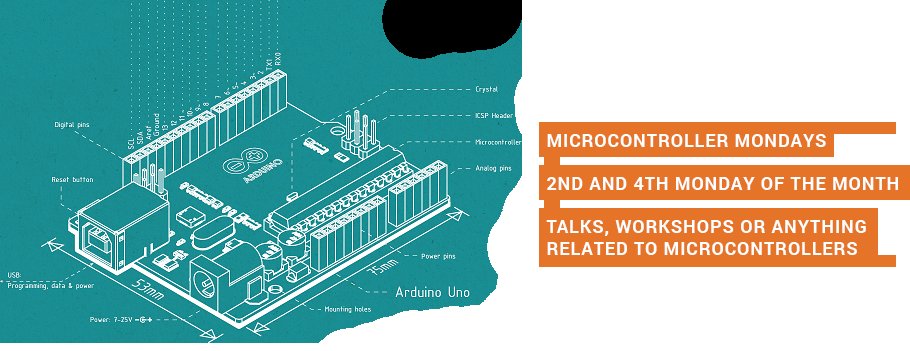 SCL
SDA
Aref
Ground
13
12
11~
10~
9~
8
7
6~
5~
4
3~
2
TX1
RX0
Digital pins
Reset button
USB:
Programming, data & power
Power: 7-25V
53mm
75mm
Crystal
ICSP Header
Microcontroller
Analog pins
Power pins
Arduino Uno
Mounting holes
ARDUINO
MICROCONTROLLER MONDAYS
2ND AND 4TH MONDAY OF THE MONTH
TALKS, WORKSHOPS OR ANYTHING
RELATED TO MICROCONTROLLERS